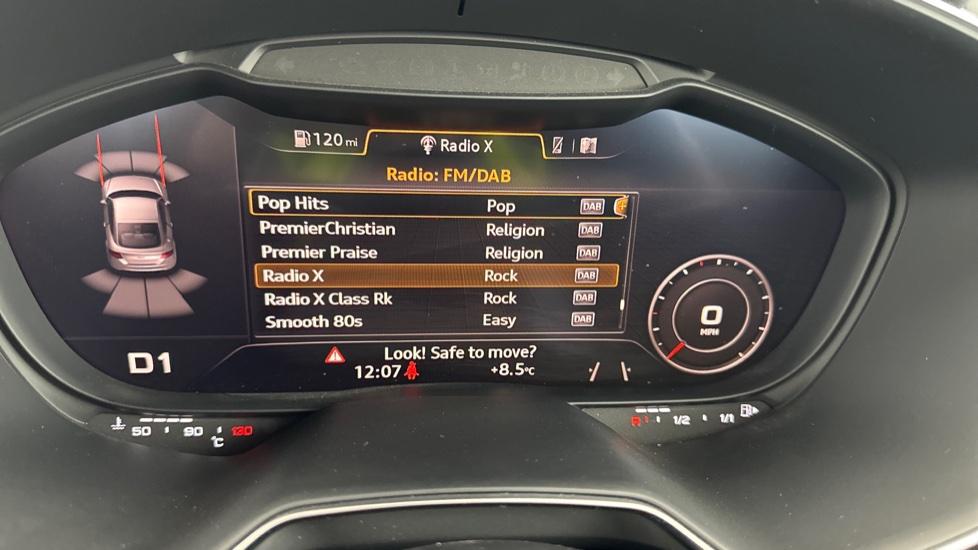 120 mi Radio X
Radio: FM/DAB
Pop Hits Pop DAB
PremierChristian Religion DAB
Premier Praise Religion DAB
Radio X Rock DAB
Radio X Class Rk Rock DAB
Smooth 80s Easy DAB
0
MPH
Look! Safe to move?
D1 12:07 +8.5°C
50 90 130
°C
R 1/2 1/1